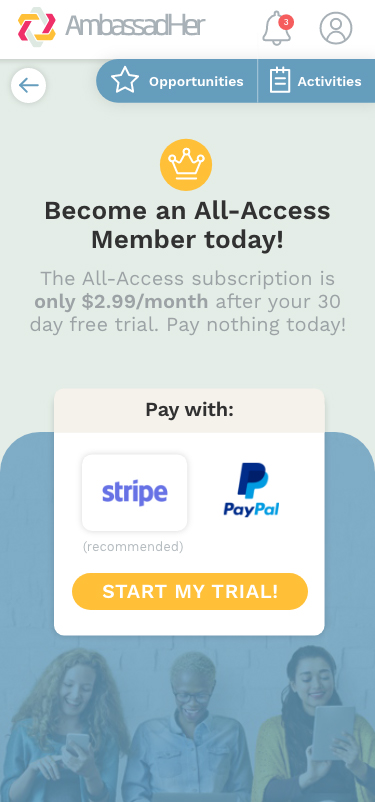 AmbassadHer
3
Opportunities
Activities
Become an All-Access
Member today!
The All-Access subscription is
only $2.99/month after your 30
day free trial. Pay nothing today!
Pay with:
stripe
PayPal
(recommended)
START MY TRIAL!